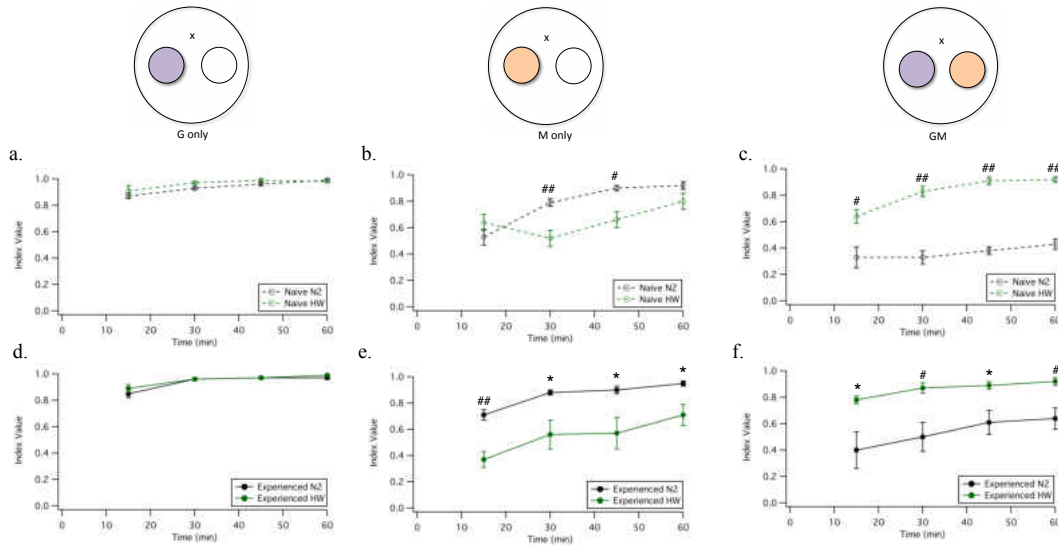 x
x
x
G only
M only
GM
a.
1.0
0.8
0.6
0.4
0.2
0.0
Index Value
0
10
20
30
40
50
60
Time (min)
Naive N2
Naive HW
b.
##
#
1.0
0.8
0.6
0.4
0.2
0.0
Index Value
0
10
20
30
40
50
60
Time (min)
Naive N2
Naive HW
c.
#
##
##
##
1.0
0.8
0.6
0.4
0.2
0.0
Index Value
0
10
20
30
40
50
60
Time (min)
Naive N2
Naive HW
d.
1.0
0.8
0.6
0.4
0.2
0.0
Index Value
0
10
20
30
40
50
60
Time (min)
Experienced N2
Experienced HW
e.
##
*
*
*
1.0
0.8
0.6
0.4
0.2
0.0
Index Value
0
10
20
30
40
50
60
Time (min)
Experienced N2
Experienced HW
f.
*
#
*
#
1.0
0.8
0.6
0.4
0.2
0.0
Index Value
0
10
20
30
40
50
60
Time (min)
Experienced N2
Experienced HW